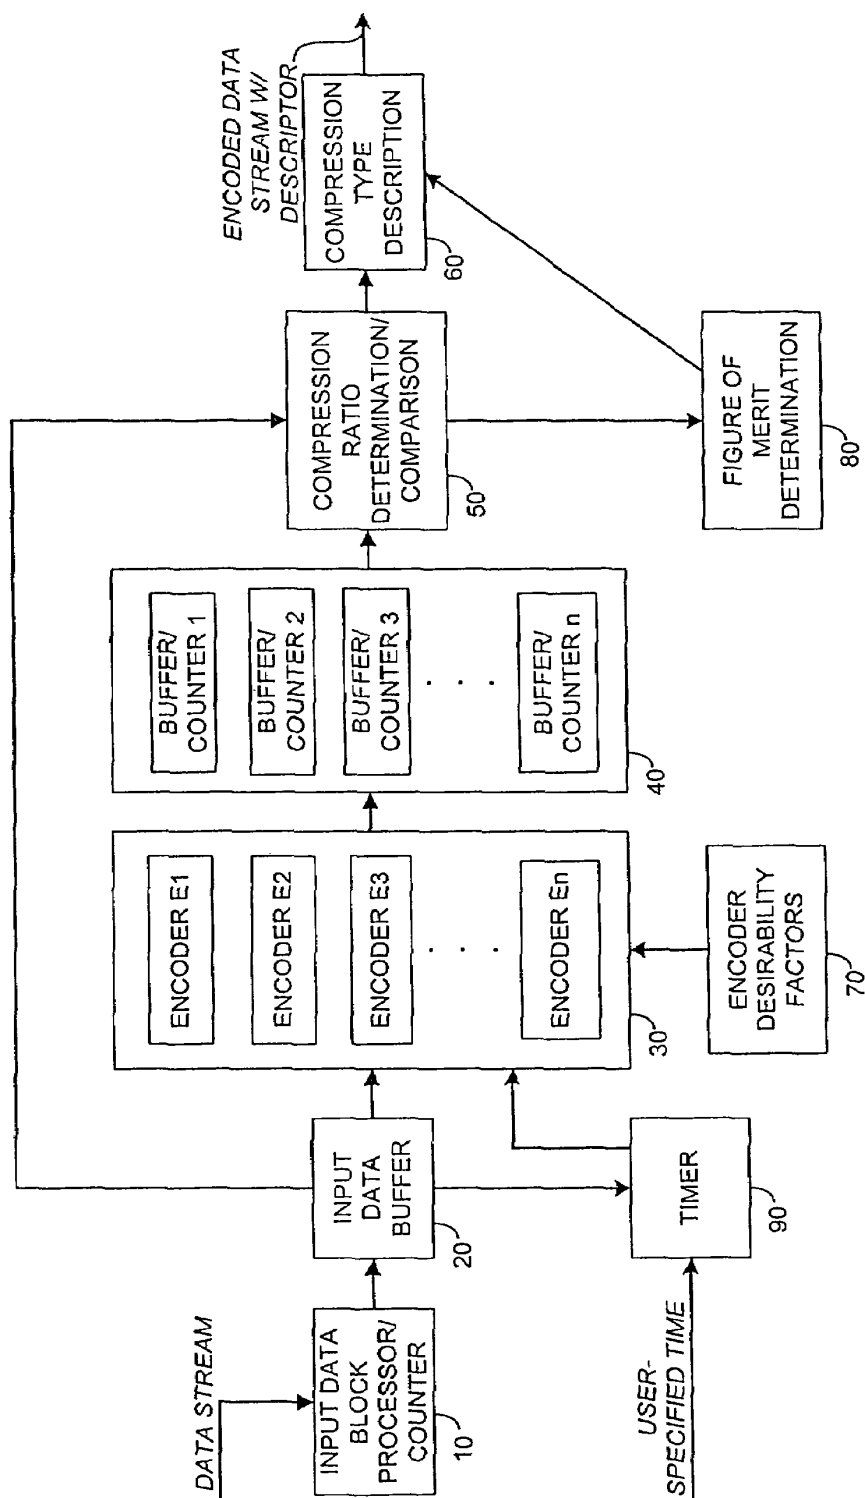 DATA STREAM
INPUT DATA
BLOCK
PROCESSOR/
COUNTER
10
INPUT
DATA
BUFFER
20
ENCODER E1
ENCODER E2
ENCODER E3
. . .
ENCODER En
30
BUFFER/
COUNTER 1
BUFFER/
COUNTER 2
BUFFER/
COUNTER 3
. . .
BUFFER/
COUNTER n
40
COMPRESSION
RATIO
DETERMINATION/
COMPARISON
50
COMPRESSION
TYPE
DESCRIPTION
60
ENCODED DATA
STREAM W/
DESCRIPTOR
USER-
SPECIFIED TIME
TIMER
90
ENCODER
DESIRABILITY
FACTORS
70
FIGURE OF
MERIT
DETERMINATION
80